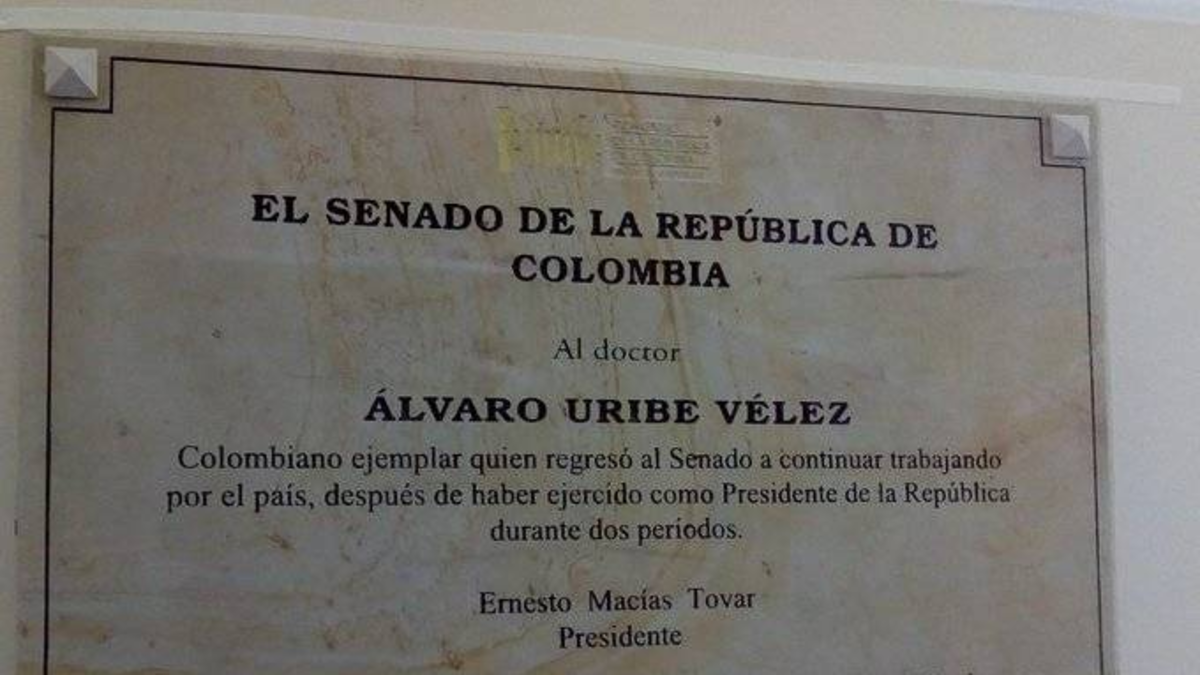 EL SENADO DE LA REPÚBLICA DE
COLOMBIA
Al doctor
ÁLVARO URIBE VÉLEZ
Colombiano ejemplar quien regresó al Senado a continuar trabajando
por el país, después de haber ejercido como Presidente de la República
durante dos períodos.
Ernesto Macías Tovar
Presidente